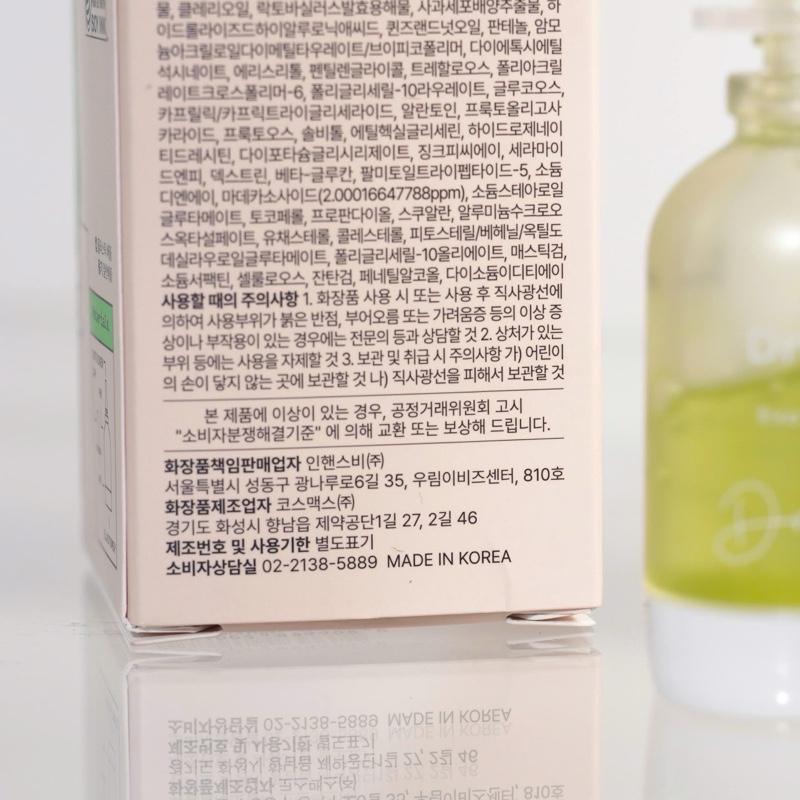 물, 클레리오일, 락토바실러스발효용해물, 사과세포배양추출물, 하
이드롤라이즈드하이알루로닉애씨드, 퀸즈랜드넛오일, 판테놀, 암모
늄아크릴로일다이메틸타우레이트/브이피코폴리머, 다이에톡시에틸
석시네이트, 에리스리톨, 펜틸렌글라이콜, 트레할로오스, 폴리아크릴
레이트크로스폴리머-6, 폴리글리세릴-10라우레이트, 글루코오스,
카프릴릭/카프릭트라이글리세라이드, 알란토인, 프룩토올리고사
카라이드, 프룩토오스, 솔비톨, 에틸헥실글리세린, 하이드로제네이
티드레시틴, 다이포타슘글리시리제이트, 징크피씨에이, 세라마이
드엔피, 덱스트린, 베타-글루칸, 팔미토일트라이펩타이드-5, 소듐
디엔에이, 마데카소사이드(2.00016647788ppm), 소듐스테아로일
글루타메이트, 토코페롤, 프로판다이올, 스쿠알란, 알루미늄수크로오
스옥타설페이트, 유채스테롤, 콜레스테롤, 피토스테릴/베헤닐/옥틸도
데실라우로일글루타메이트, 폴리글리세릴-10올리에이트, 매스틱검,
소듐서팩틴, 셀룰로오스, 잔탄검, 페네틸알코올, 다이소듐이디티에이
사용할 때의 주의사항 1. 화장품 사용 시 또는 사용 후 직사광선에
의하여 사용부위가 붉은 반점, 부어오름 또는 가려움증 등의 이상 증
상이나 부작용이 있는 경우에는 전문의 등과 상담할 것 2. 상처가 있는
부위 등에는 사용을 자제할 것 3. 보관 및 취급 시 주의사항 가) 어린이
의 손이 닿지 않는 곳에 보관할 것 나) 직사광선을 피해서 보관할 것
본 제품에 이상이 있는 경우, 공정거래위원회 고시
"소비자분쟁해결기준" 에 의해 교환 또는 보상해 드립니다.
화장품책임판매업자 인핸스비㈜
서울특별시 성동구 광나루로6길 35, 우림이비즈센터, 810호
화장품제조업자 코스맥스㈜
경기도 화성시 향남읍 제약공단1길 27, 2길 46
제조번호 및 사용기한 별도표기
소비자상담실 02-2138-5889 MADE IN KOREA